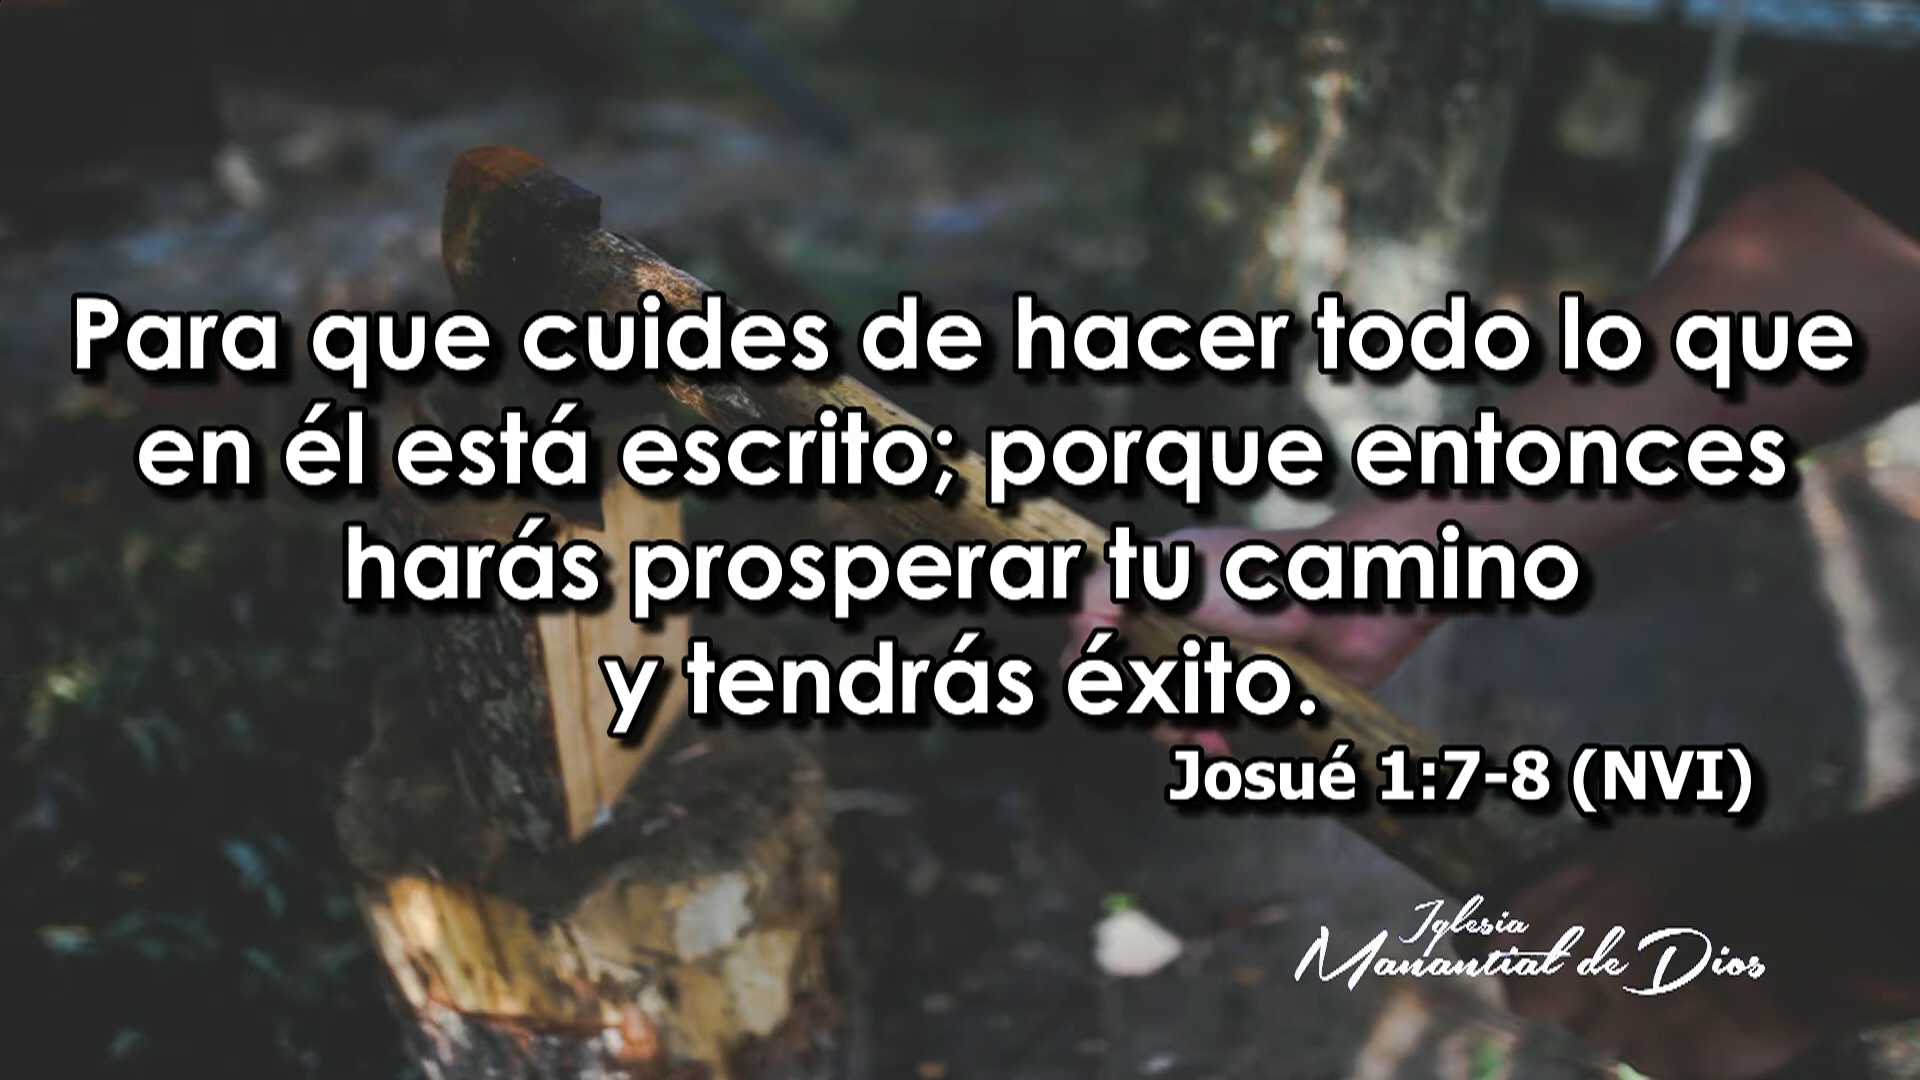 Para que cuides de hacer todo lo que
en él está escrito; porque entonces
harás prosperar tu camino
y tendrás éxito.
Josué 1:7-8 (NVI)
Iglesia
Manantial de Dios